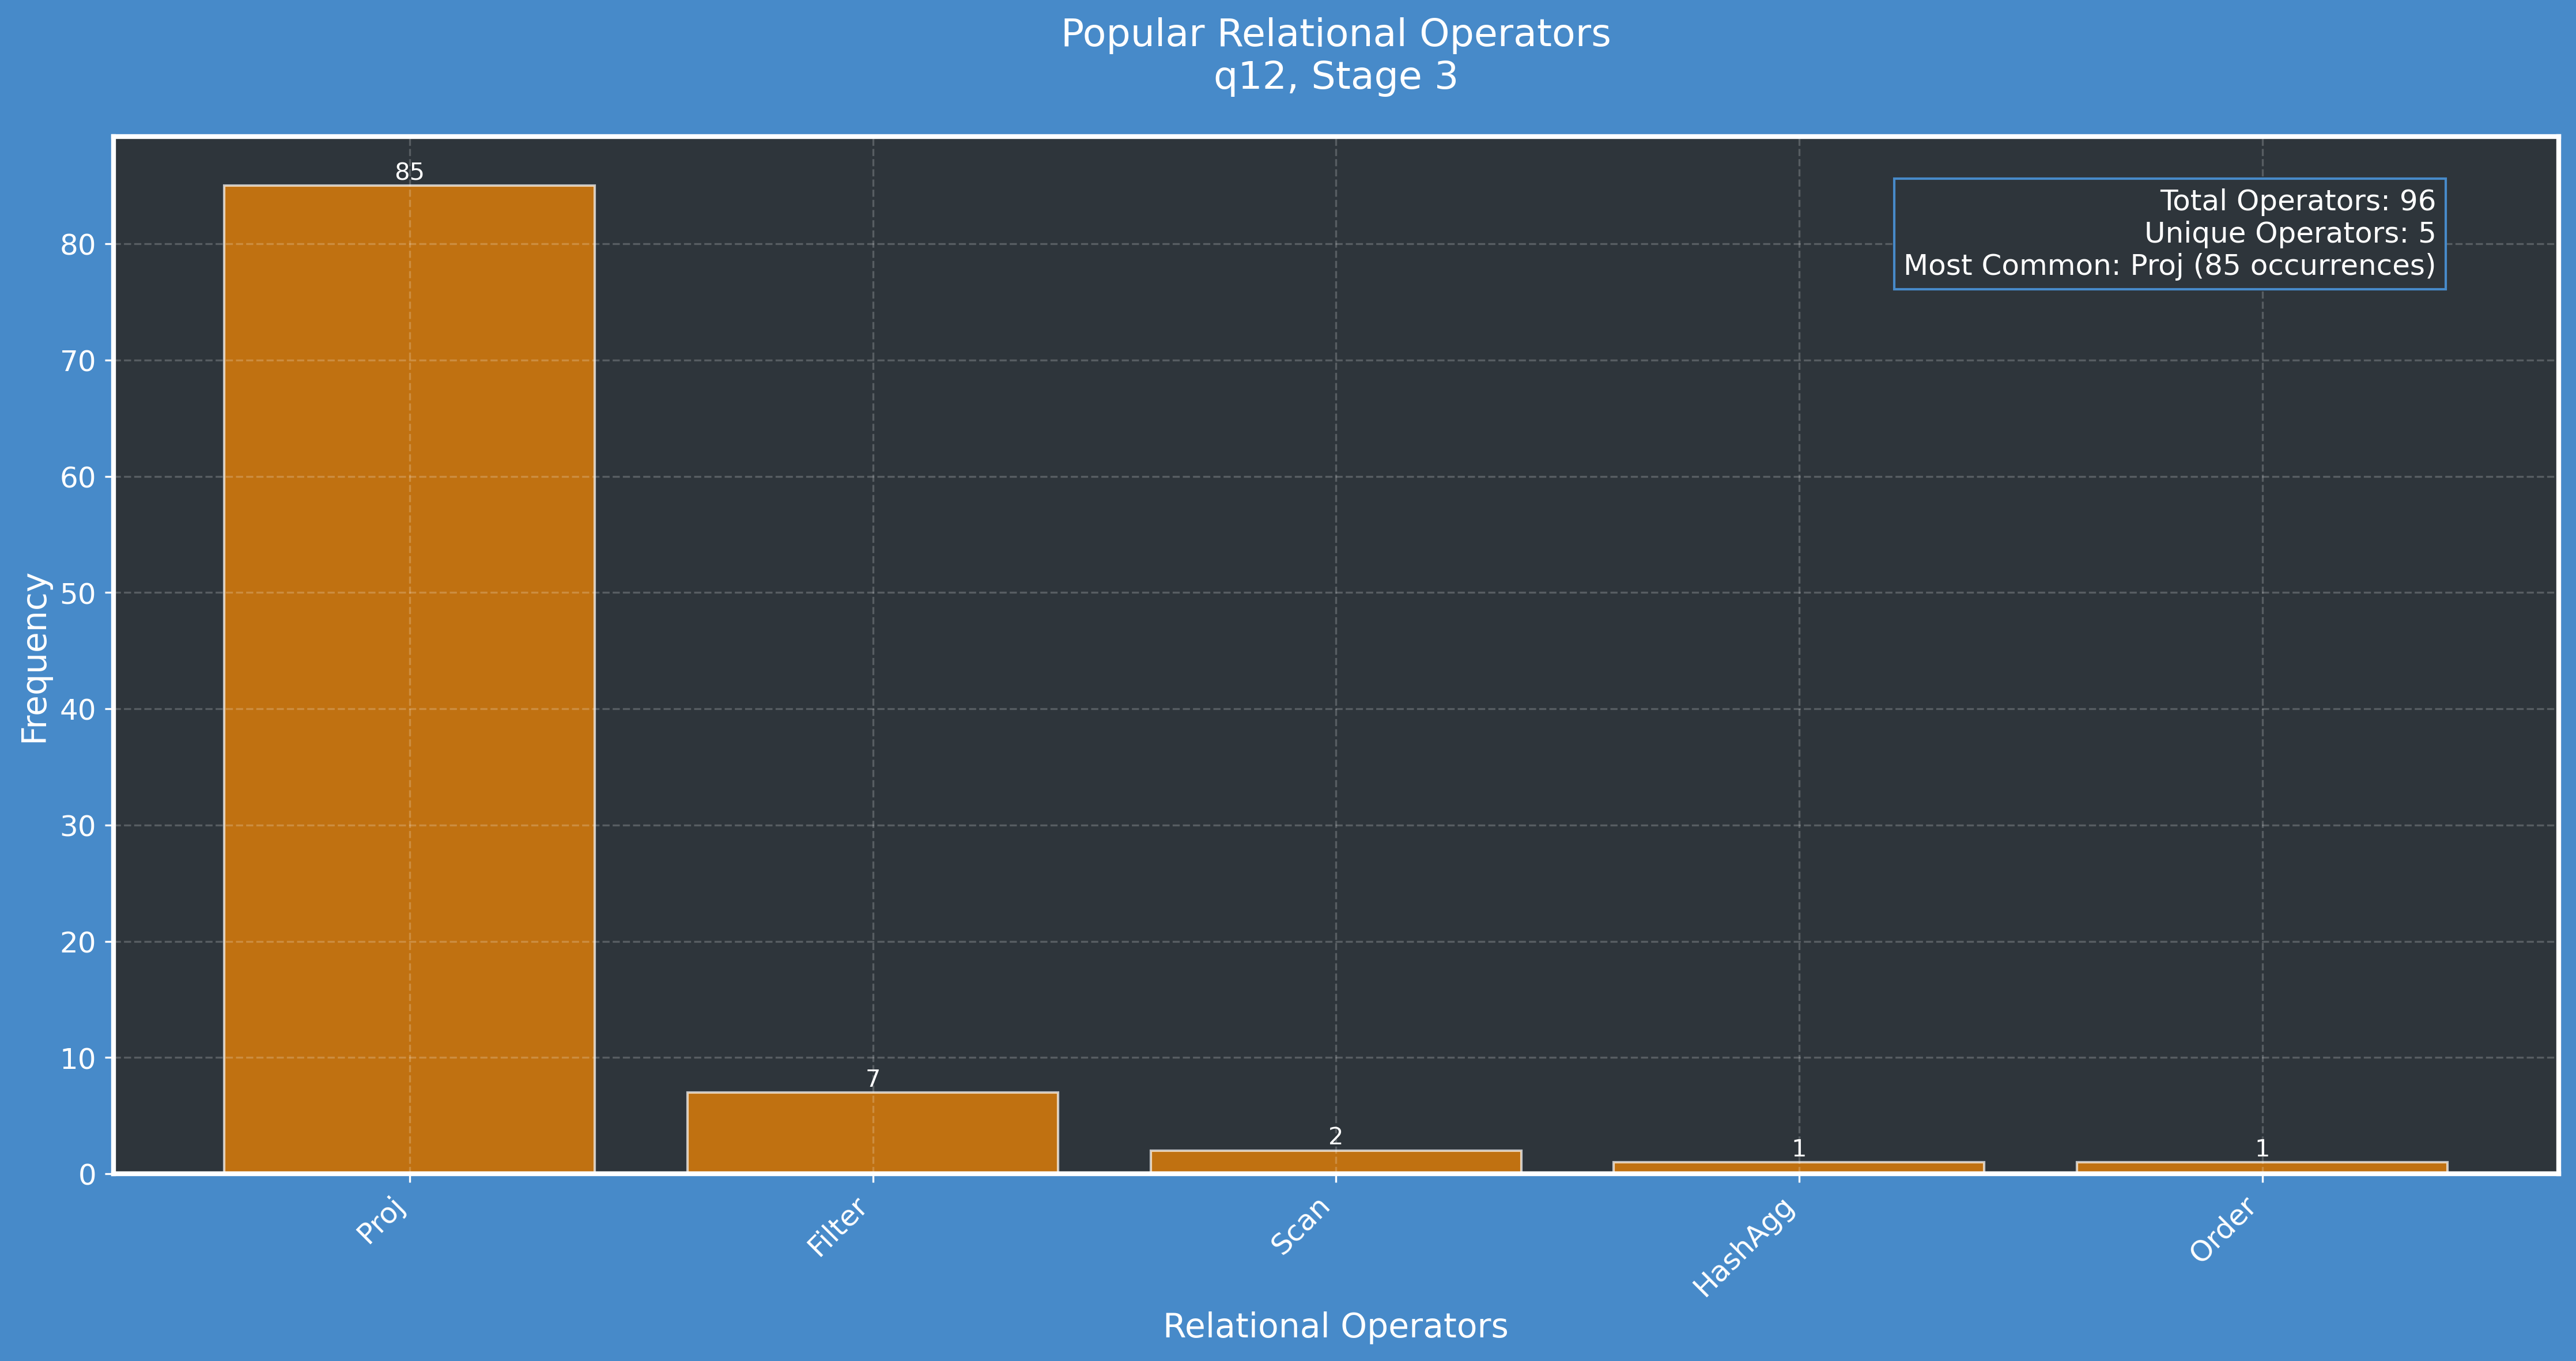 Popular Relational Operators
q12, Stage 3
85
Total Operators: 96
Unique Operators: 5
Most Common: Proj (85 occurrences)
80
70
60
50
40
30
20
10
0
Frequency
7
2
1
1
Proj
Filter
Scan
HashAgg
Order
Relational Operators